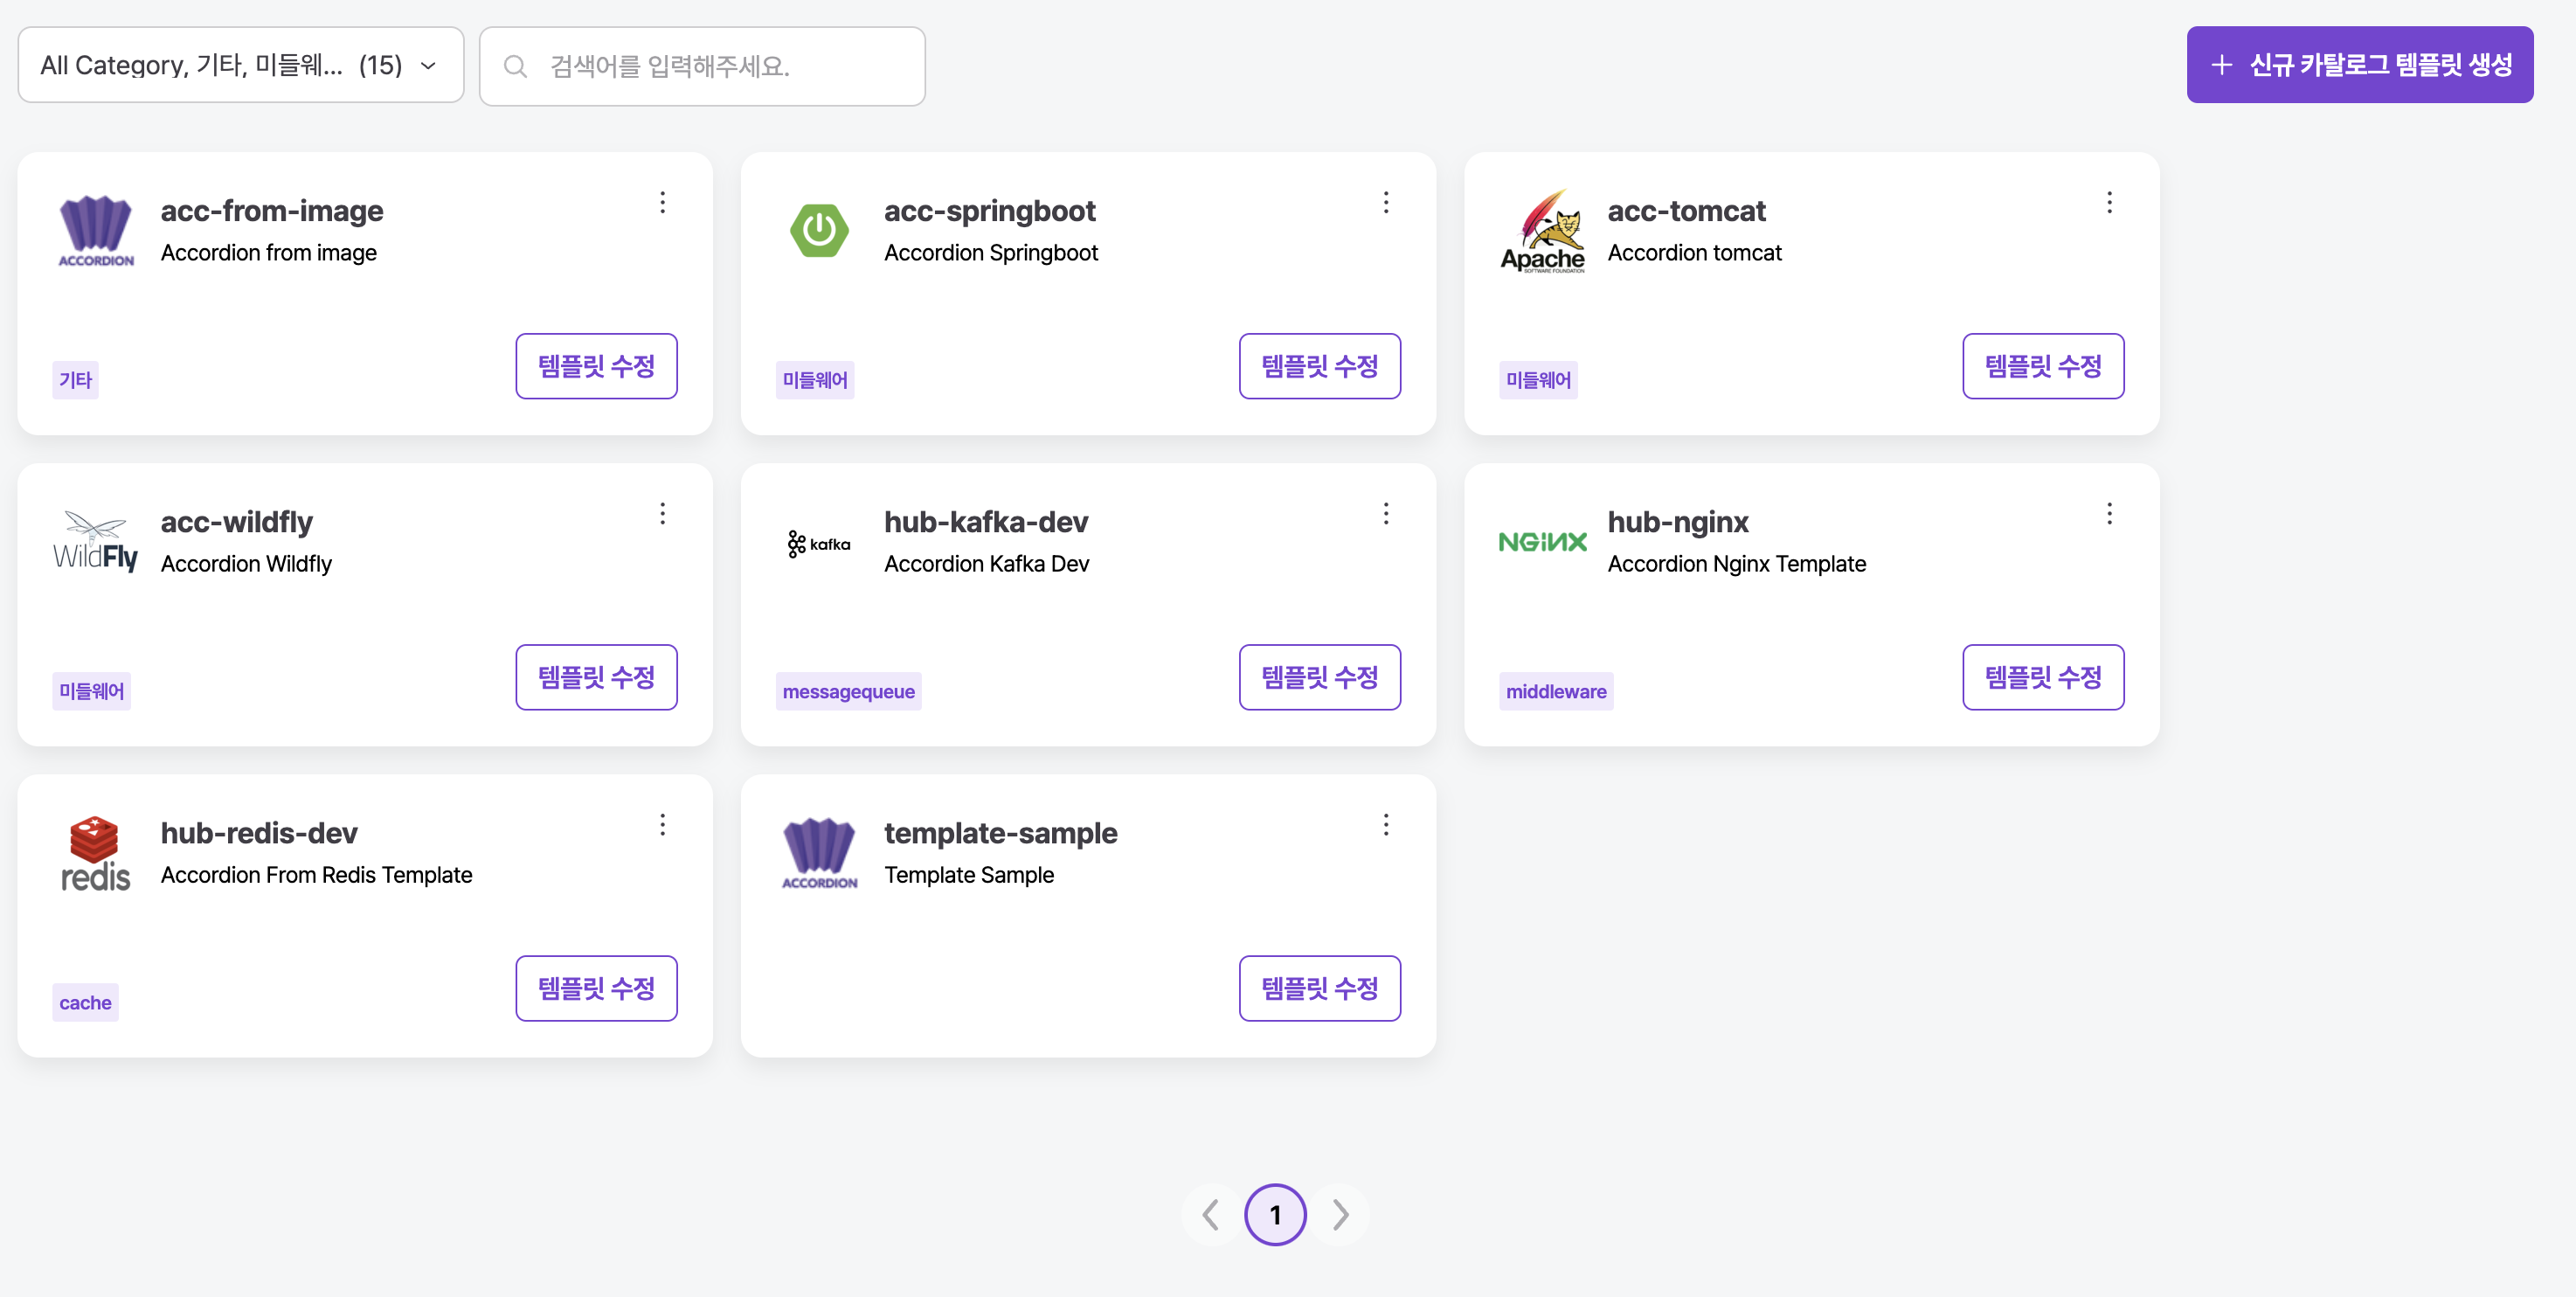 All Category, 기타, 미들웨... (15)
검색어를 입력해주세요.
+ 신규 카탈로그 템플릿 생성
ACCORDION
acc-from-image
Accordion from image
기타
템플릿 수정
acc-springboot
Accordion Springboot
미들웨어
템플릿 수정
Apache
SOFTWARE FOUNDATION
acc-tomcat
Accordion tomcat
미들웨어
템플릿 수정
WildFly
acc-wildfly
Accordion Wildfly
미들웨어
템플릿 수정
kafka
hub-kafka-dev
Accordion Kafka Dev
messagequeue
템플릿 수정
NGINX
hub-nginx
Accordion Nginx Template
middleware
템플릿 수정
redis
hub-redis-dev
Accordion From Redis Template
cache
템플릿 수정
ACCORDION
template-sample
Template Sample
템플릿 수정
1